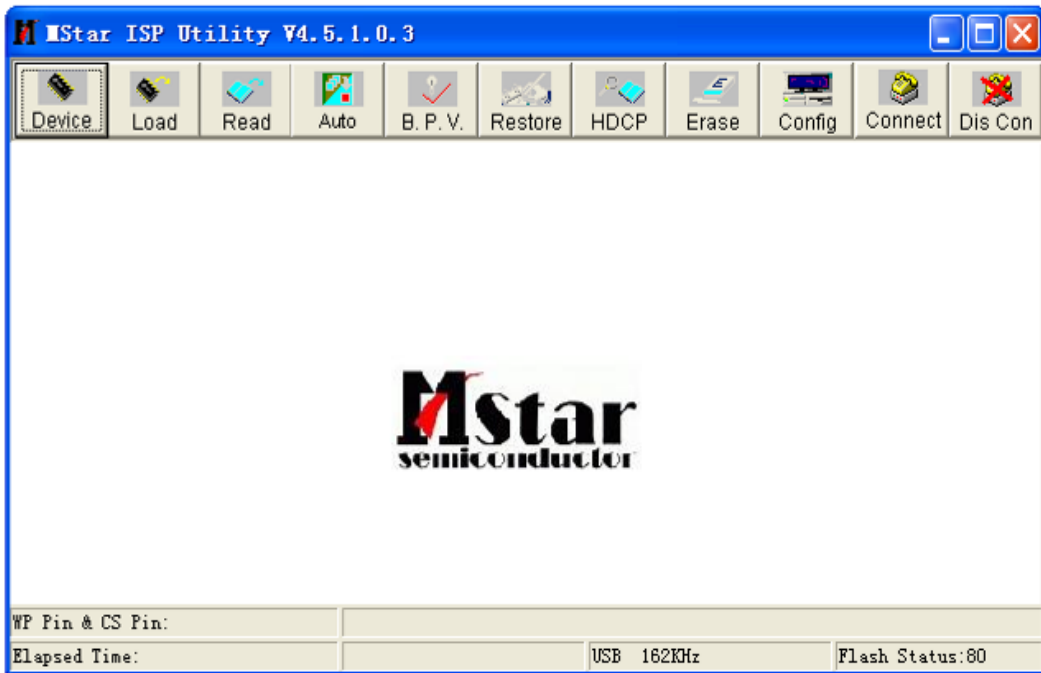 MStar ISP Utility V4.5.1.0.3
Device Load Read Auto B. P. V. Restore HDCP Erase Config Connect Dis Con
Mstar
semiconductor
WP Pin & CS Pin:
Elapsed Time: USB 162KHz Flash Status:80